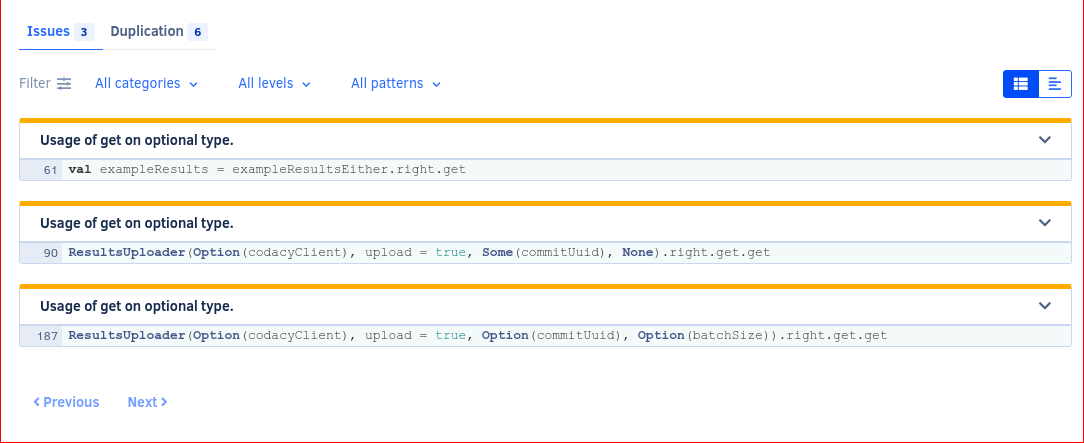 Issues 3 Duplication 6
Filter All categories All levels All patterns
Usage of get on optional type.
61 val exampleResults = exampleResultsEither.right.get
Usage of get on optional type.
90 ResultsUploader(Option(codacyClient), upload = true, Some(commitUuid), None).right.get.get
Usage of get on optional type.
187 ResultsUploader(Option(codacyClient), upload = true, Option(commitUuid), Option(batchSize)).right.get.get
Previous Next